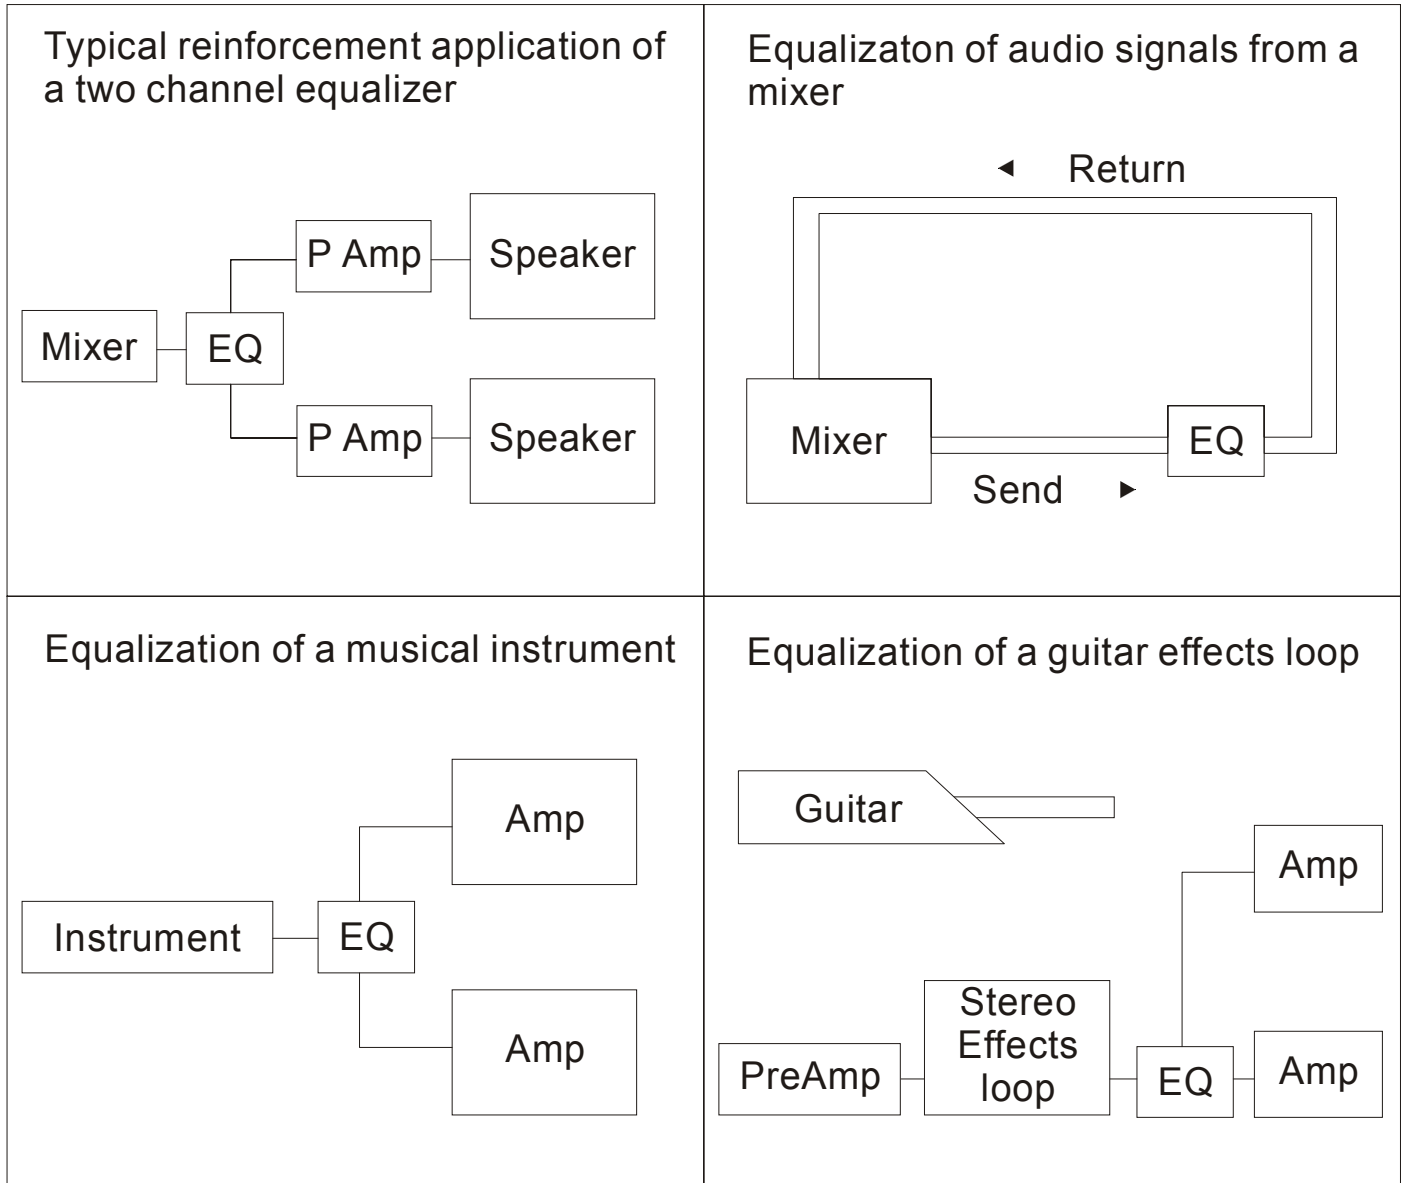 Typical reinforcement application of
a two channel equalizer
P Amp
Speaker
Mixer
EQ
P Amp
Speaker
Equalizaton of audio signals from a
mixer
◄ Return
Mixer
EQ
Send ►
Equalization of a musical instrument
Amp
Instrument
EQ
Amp
Equalization of a guitar effects loop
Guitar
Amp
PreAmp
Stereo
Effects
loop
EQ
Amp